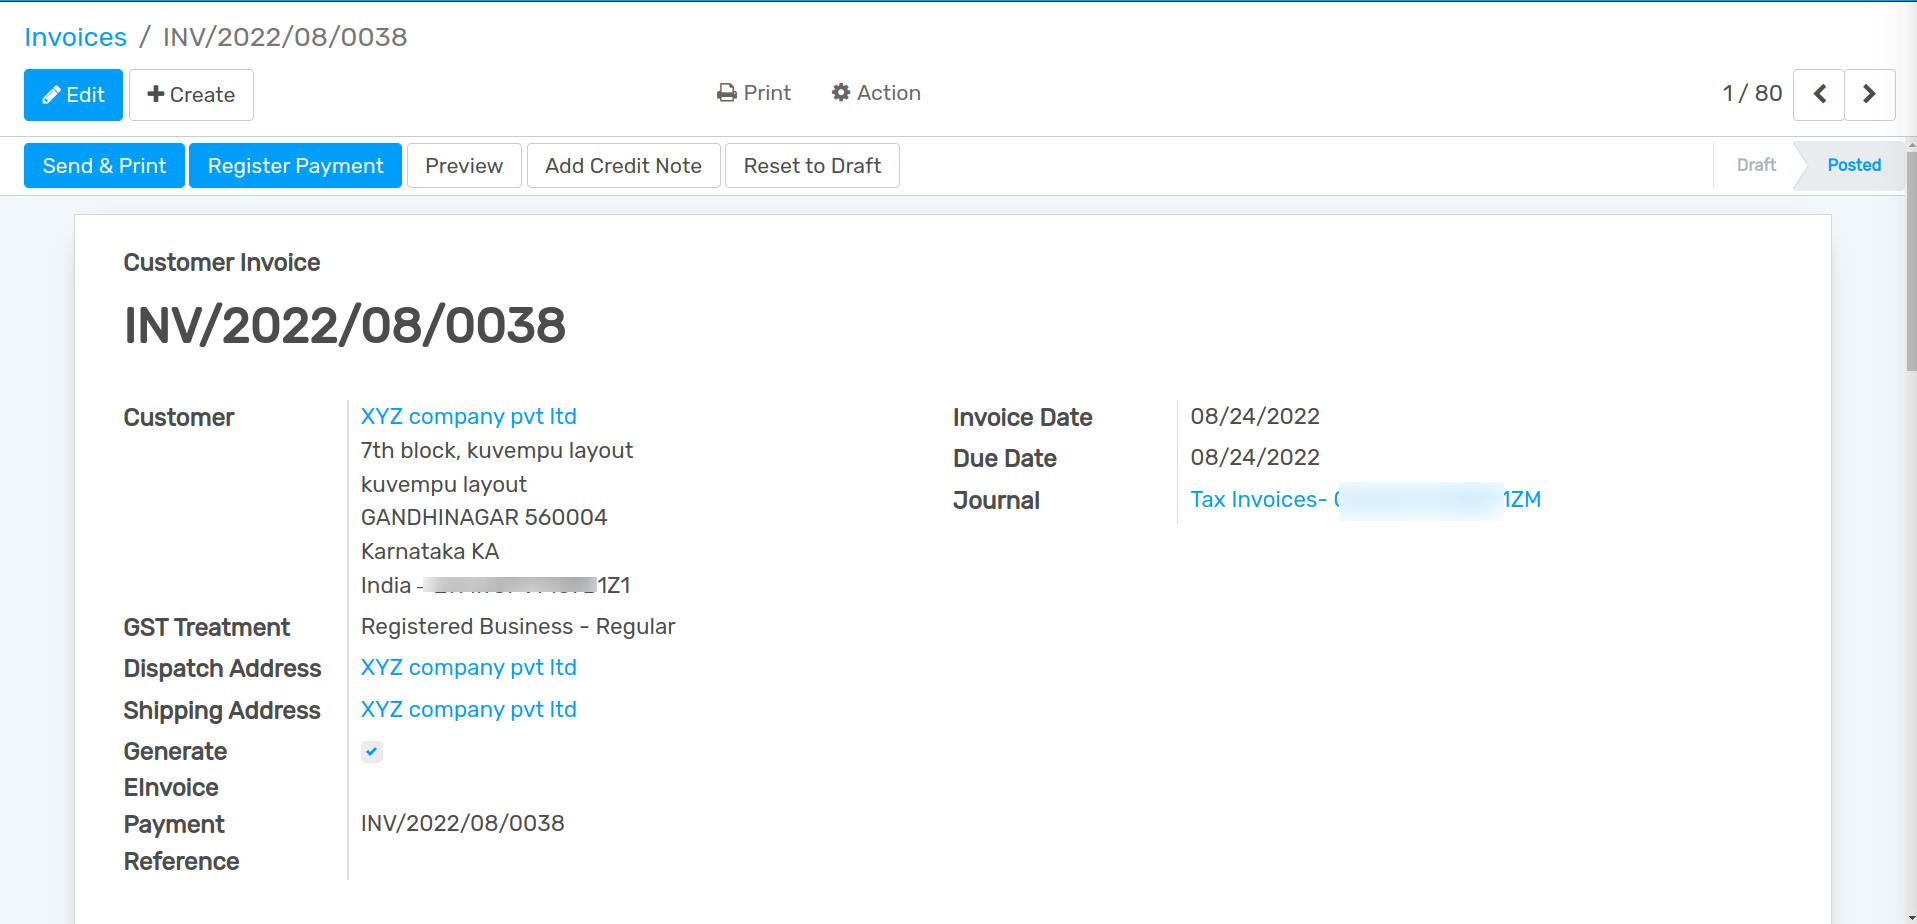 Invoices / INV/2022/08/0038
Edit
Create
Print
Action
1 / 80
Send & Print
Register Payment
Preview
Add Credit Note
Reset to Draft
Draft
Posted
Customer Invoice
INV/2022/08/0038
Customer
XYZ company pvt ltd
7th block, kuvempu layout
kuvempu layout
GANDHINAGAR 560004
Karnataka KA
India - 1Z1
GST Treatment
Registered Business - Regular
Dispatch Address
XYZ company pvt ltd
Shipping Address
XYZ company pvt ltd
Generate
EInvoice
Payment
Reference
INV/2022/08/0038
Invoice Date
08/24/2022
Due Date
08/24/2022
Journal
Tax Invoices- 1ZM